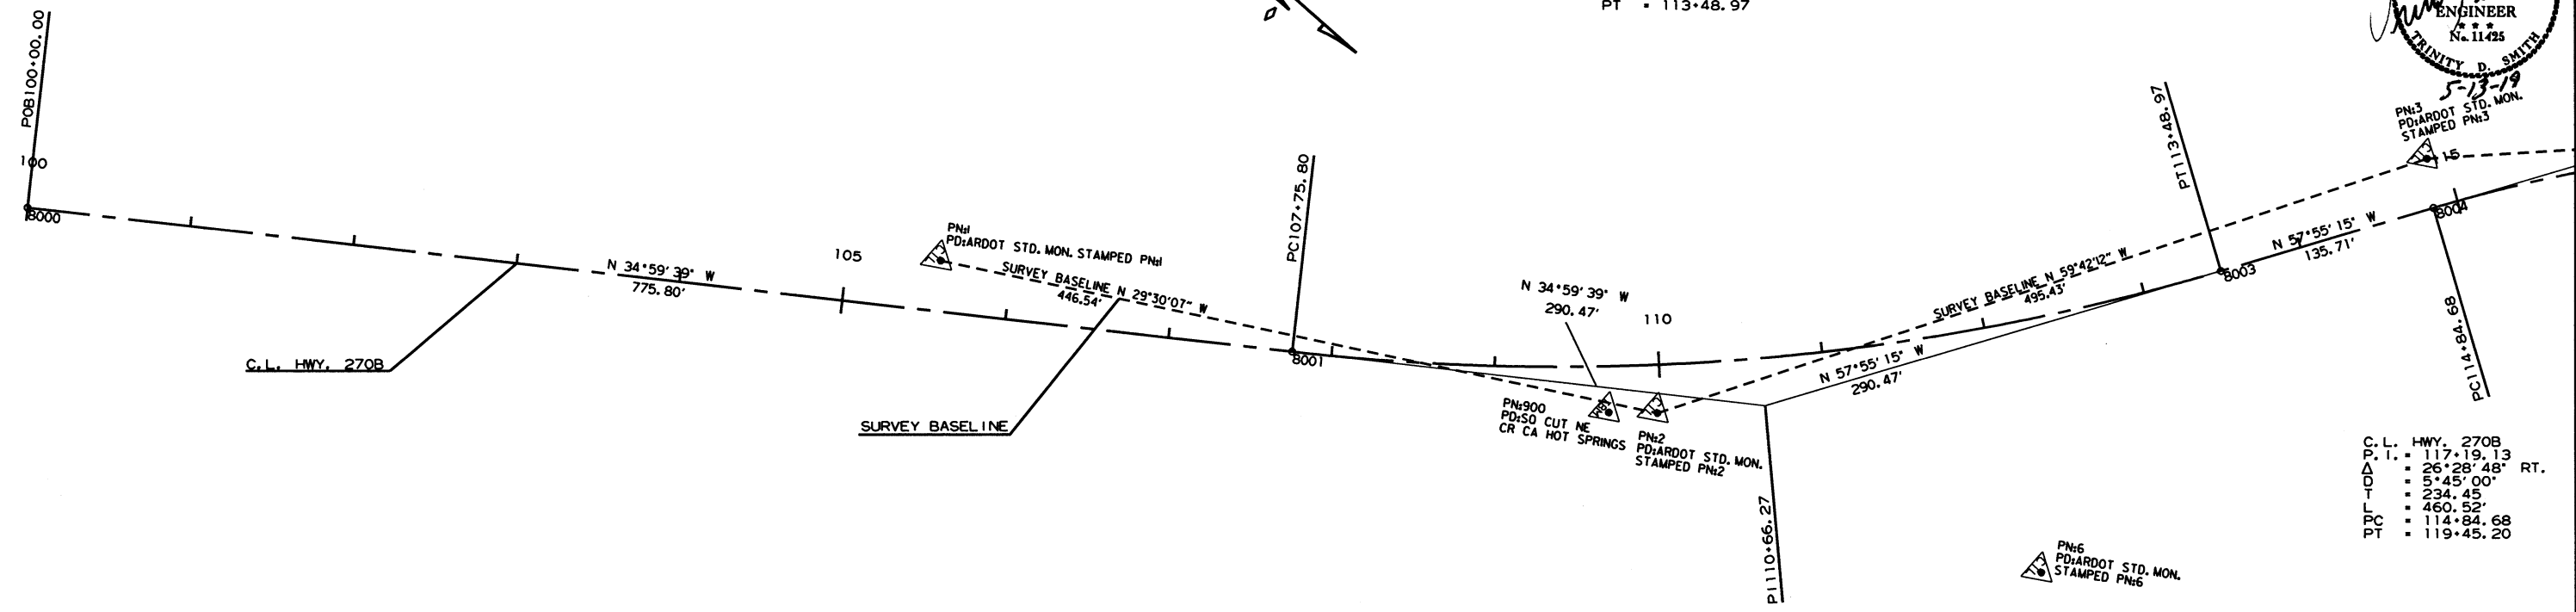 PT = 113+48.97
ENGINEER
* * *
No. 11425
TRINITY D. SMITH
5-13-19
POB100+00.00
100
8000
C.L. HWY. 270B
N 34°59'39" W
775.80'
105
PN:1
PD:ARDOT STD. MON. STAMPED PN:1
SURVEY BASELINE N 29°30'07" W
446.54'
SURVEY BASELINE
PC107+75.80
8001
N 34°59'39" W
290.47'
110
PN:900
PD:SQ CUT NE
CR CA HOT SPRINGS
PN:2
PD:ARDOT STD. MON.
STAMPED PN:2
PI110+66.27
N 57°55'15" W
290.47'
SURVEY BASELINE N 59°42'12" W
495.43'
PT113+48.97
8003
N 57°55'15" W
135.71'
PN:3
PD:ARDOT STD. MON.
STAMPED PN:3
15
8004
PC114+84.68
PN:6
PD:ARDOT STD. MON.
STAMPED PN:6
C.L. HWY. 270B
P.I. = 117+19.13
Δ = 26°28'48" RT.
D = 5°45'00"
T = 234.45
L = 460.52'
PC = 114+84.68
PT = 119+45.20